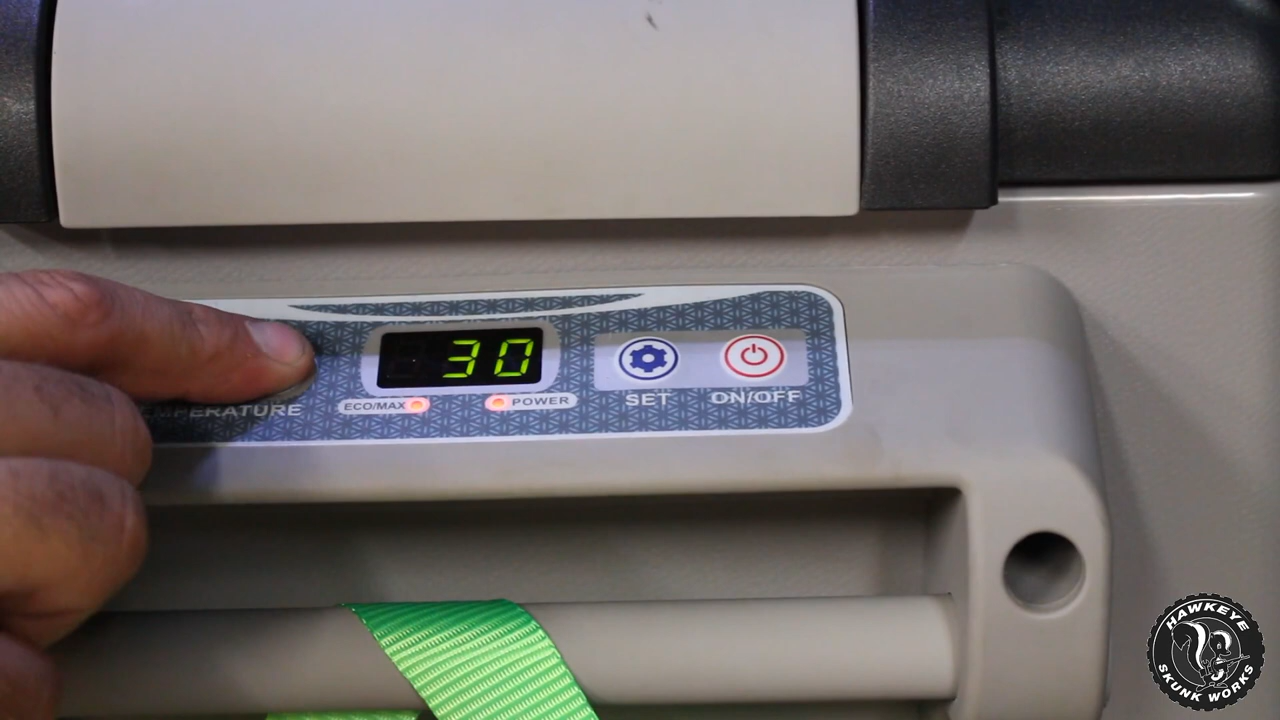 30
EMPERATURE
ECO/MAX
POWER
SET
ON/OFF
HAWKEYE
SKUNK WORKS